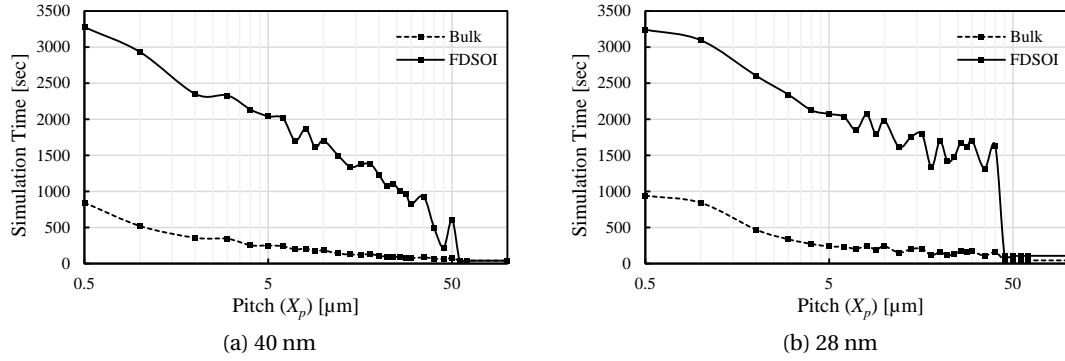 3500
3000
2500
2000
1500
1000
500
0
Simulation Time [sec]
Bulk
FDSOI
0.5
5
50
Pitch (Xₚ) [µm]
(a) 40 nm
3500
3000
2500
2000
1500
1000
500
0
Simulation Time [sec]
Bulk
FDSOI
0.5
5
50
Pitch (Xₚ) [µm]
(b) 28 nm